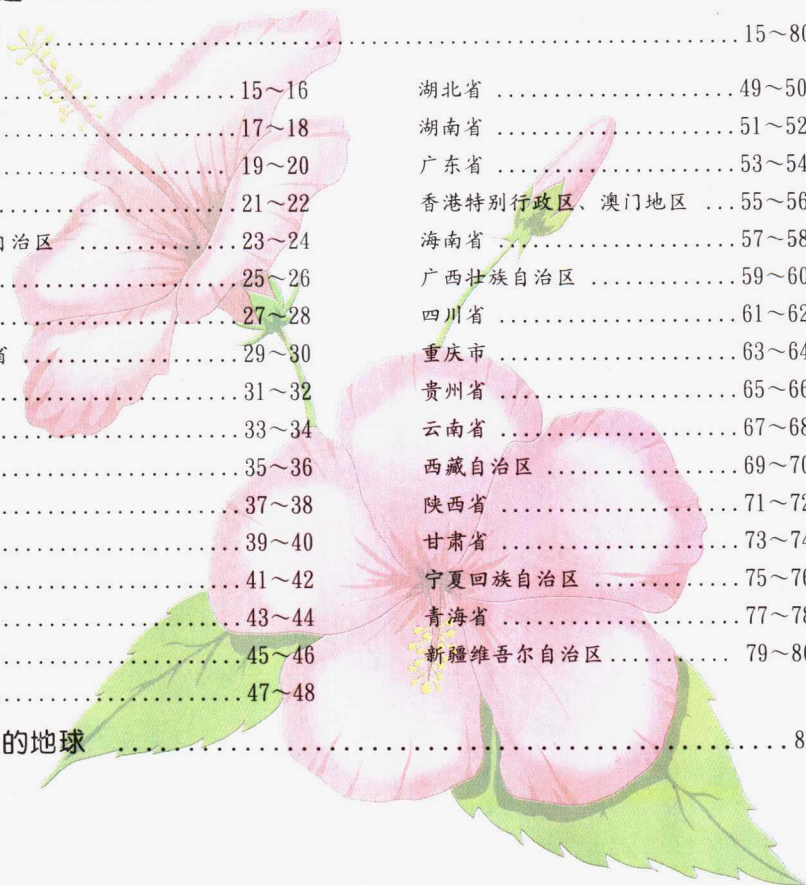 15~80
15~16
17~18
19~20
21~22
治区 23~24
25~26
27~28
省 29~30
31~32
33~34
35~36
37~38
39~40
41~42
43~44
45~46
47~48
湖北省 49~50
湖南省 51~52
广东省 53~54
香港特别行政区、澳门地区 55~56
海南省 57~58
广西壮族自治区 59~60
四川省 61~62
重庆市 63~64
贵州省 65~66
云南省 67~68
西藏自治区 69~70
陕西省 71~72
甘肃省 73~74
宁夏回族自治区 75~76
青海省 77~78
新疆维吾尔自治区 79~80
的地球 8